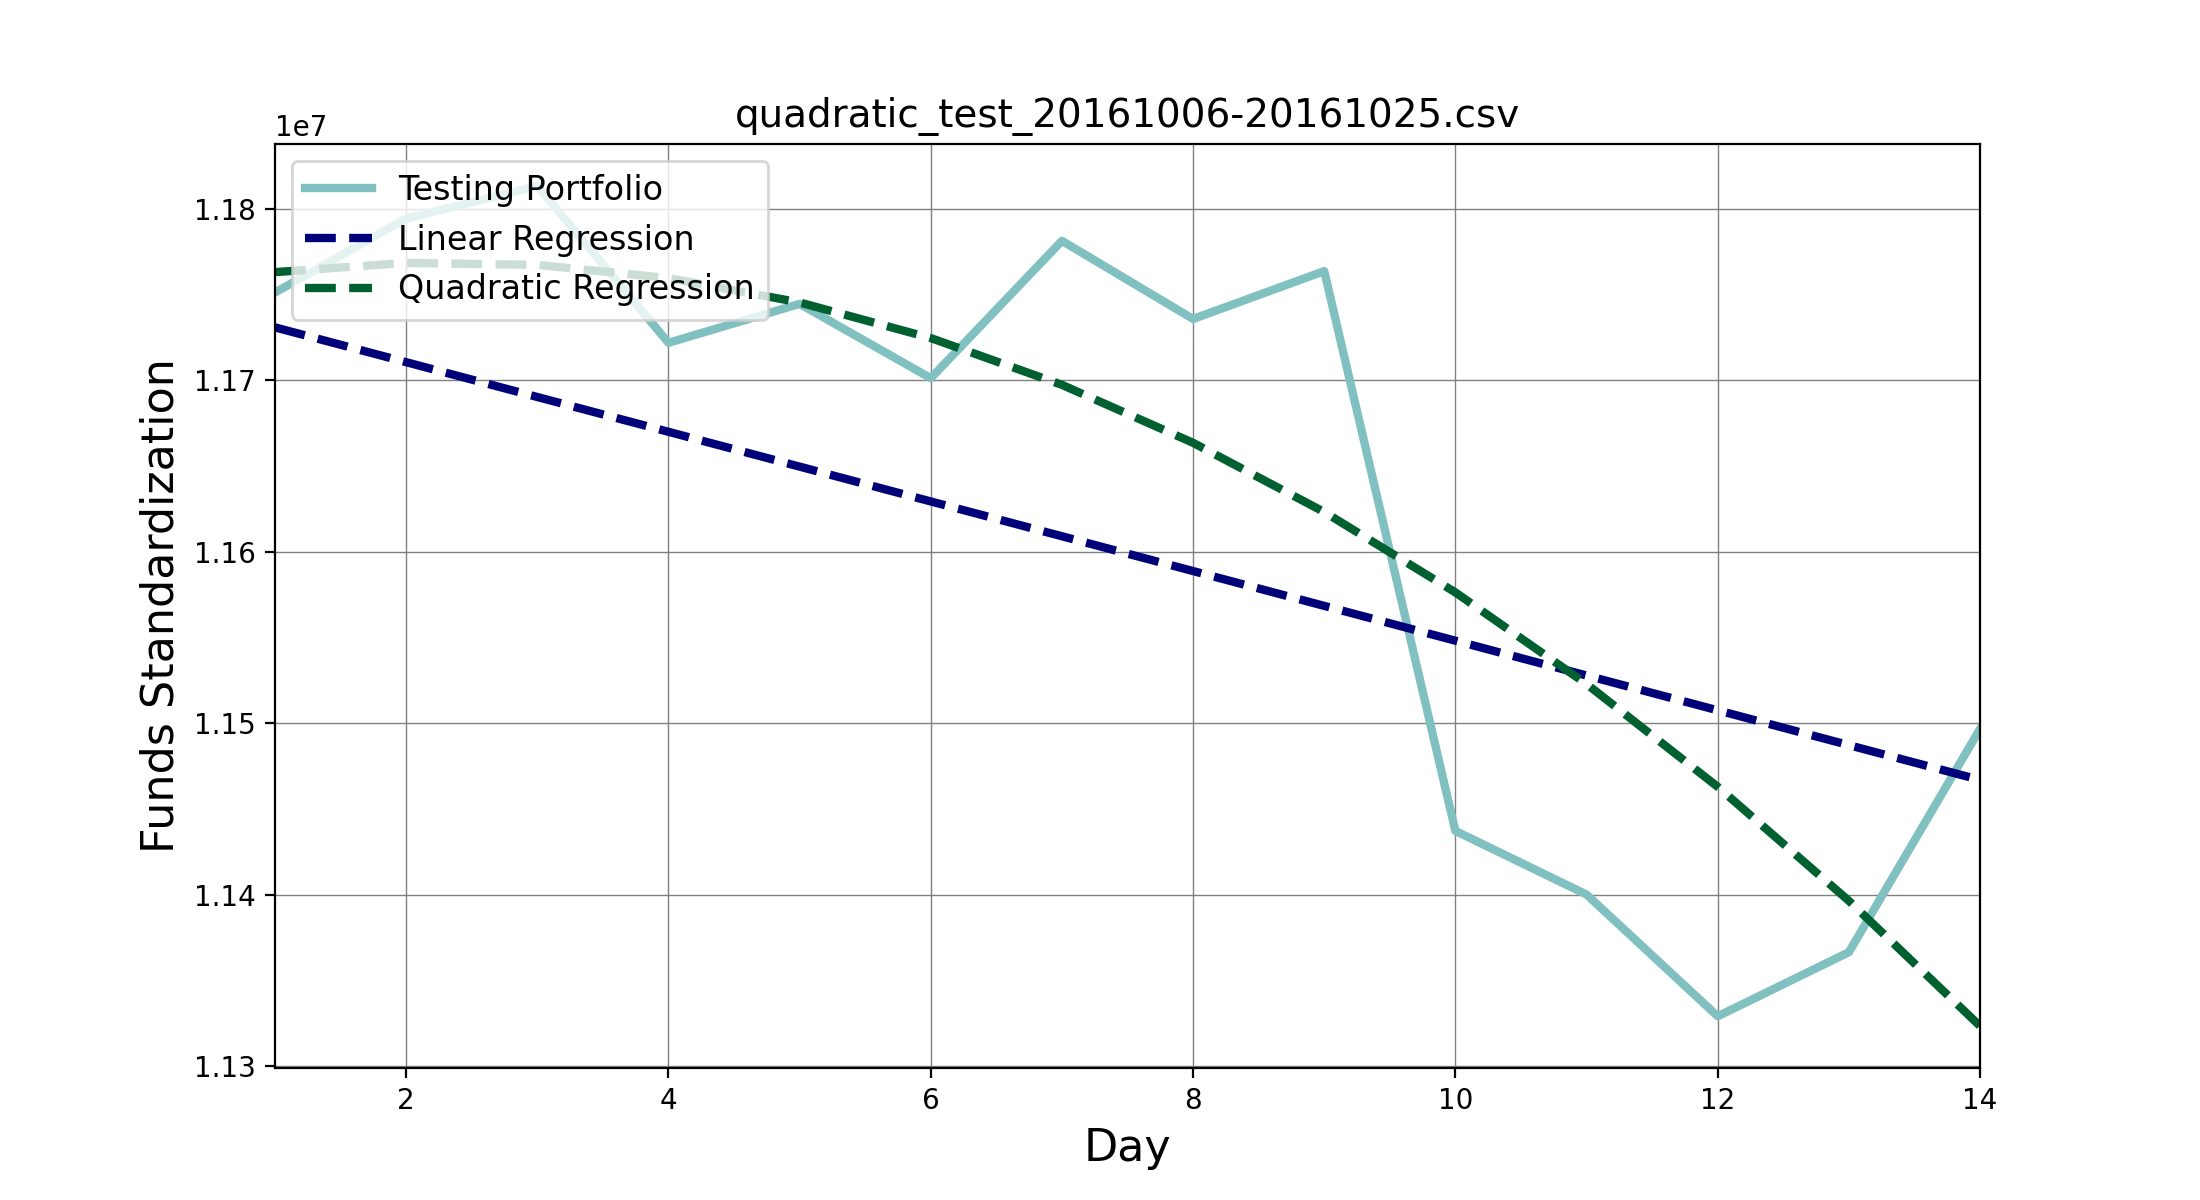 quadratic_test_20161006-20161025.csv
1e7
Testing Portfolio
Linear Regression
Quadratic Regression
1.18
1.17
1.16
1.15
1.14
1.13
Funds Standardization
2 4 6 8 10 12 14
Day